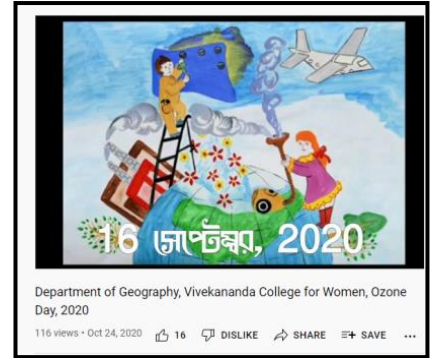 16 সেপ্টেম্বর, 2020
Department of Geography, Vivekananda College for Women, Ozone
Day, 2020
116 views • Oct 24, 2020 16 DISLIKE SHARE SAVE ...